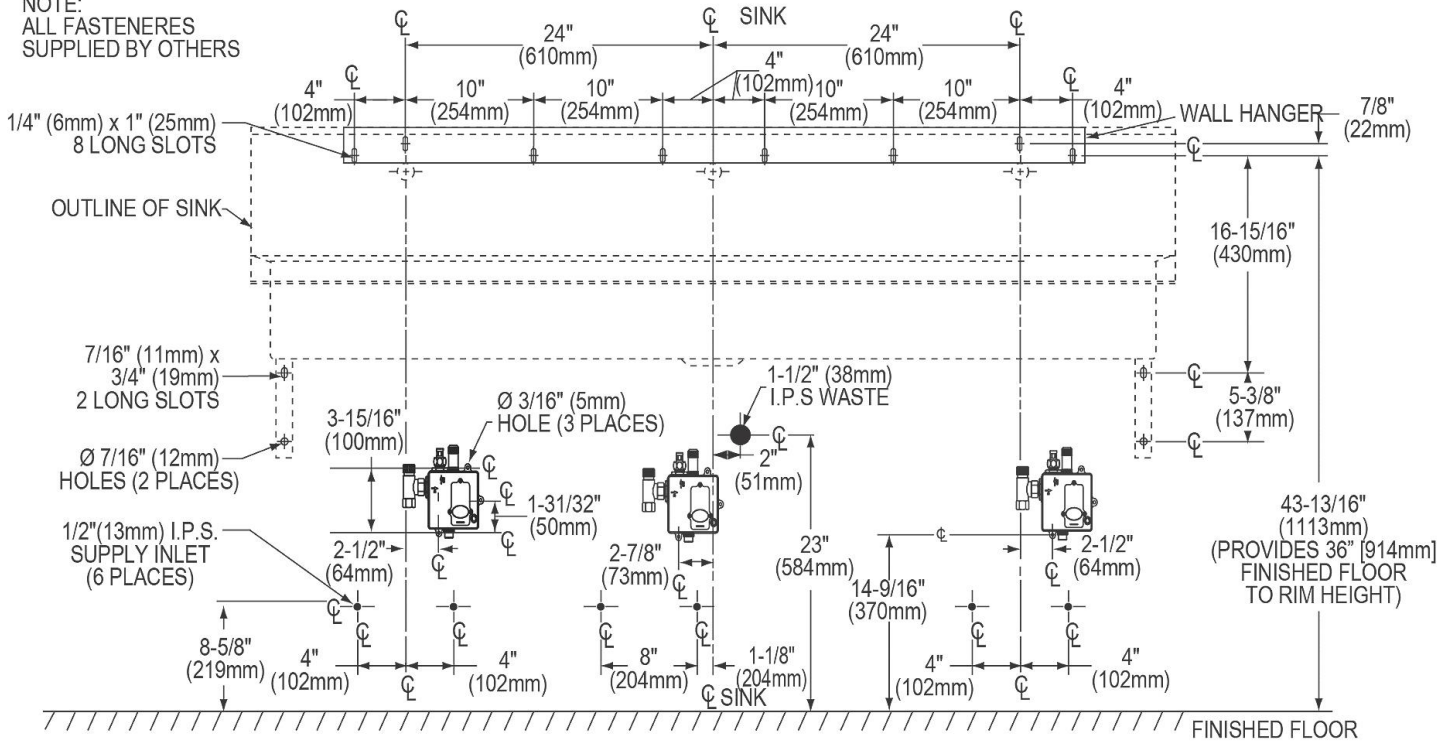 NOTE:
ALL FASTENERES
SUPPLIED BY OTHERS
℄ ℄ SINK ℄
24"
(610mm)
24"
(610mm)
℄
4"
(102mm)
10"
(254mm)
10"
(254mm)
4"
(102mm)
10"
(254mm)
10"
(254mm)
℄
4"
(102mm)
WALL HANGER
7/8"
(22mm)
1/4" (6mm) x 1" (25mm)
8 LONG SLOTS
℄
OUTLINE OF SINK
16-15/16"
(430mm)
7/16" (11mm) x
3/4" (19mm)
2 LONG SLOTS
℄
5-3/8"
(137mm)
℄
1-1/2" (38mm)
I.P.S WASTE
℄
2"
(51mm)
Ø 3/16" (5mm)
HOLE (3 PLACES)
3-15/16"
(100mm)
Ø 7/16" (12mm)
HOLES (2 PLACES)
℄
℄
1-31/32"
(50mm)
℄
1/2"(13mm) I.P.S.
SUPPLY INLET
(6 PLACES)
2-1/2"
(64mm)
℄
2-7/8"
(73mm)
℄
23"
(584mm)
℄
14-9/16"
(370mm)
2-1/2"
(64mm)
℄
43-13/16"
(1113mm)
(PROVIDES 36” [914mm]
FINISHED FLOOR
TO RIM HEIGHT)
℄
℄ ℄ ℄ ℄ ℄ ℄
8-5/8"
(219mm)
4"
(102mm)
4"
(102mm)
℄
8"
(204mm)
1-1/8"
(204mm)
℄ SINK
4"
(102mm)
4"
(102mm)
℄
FINISHED FLOOR